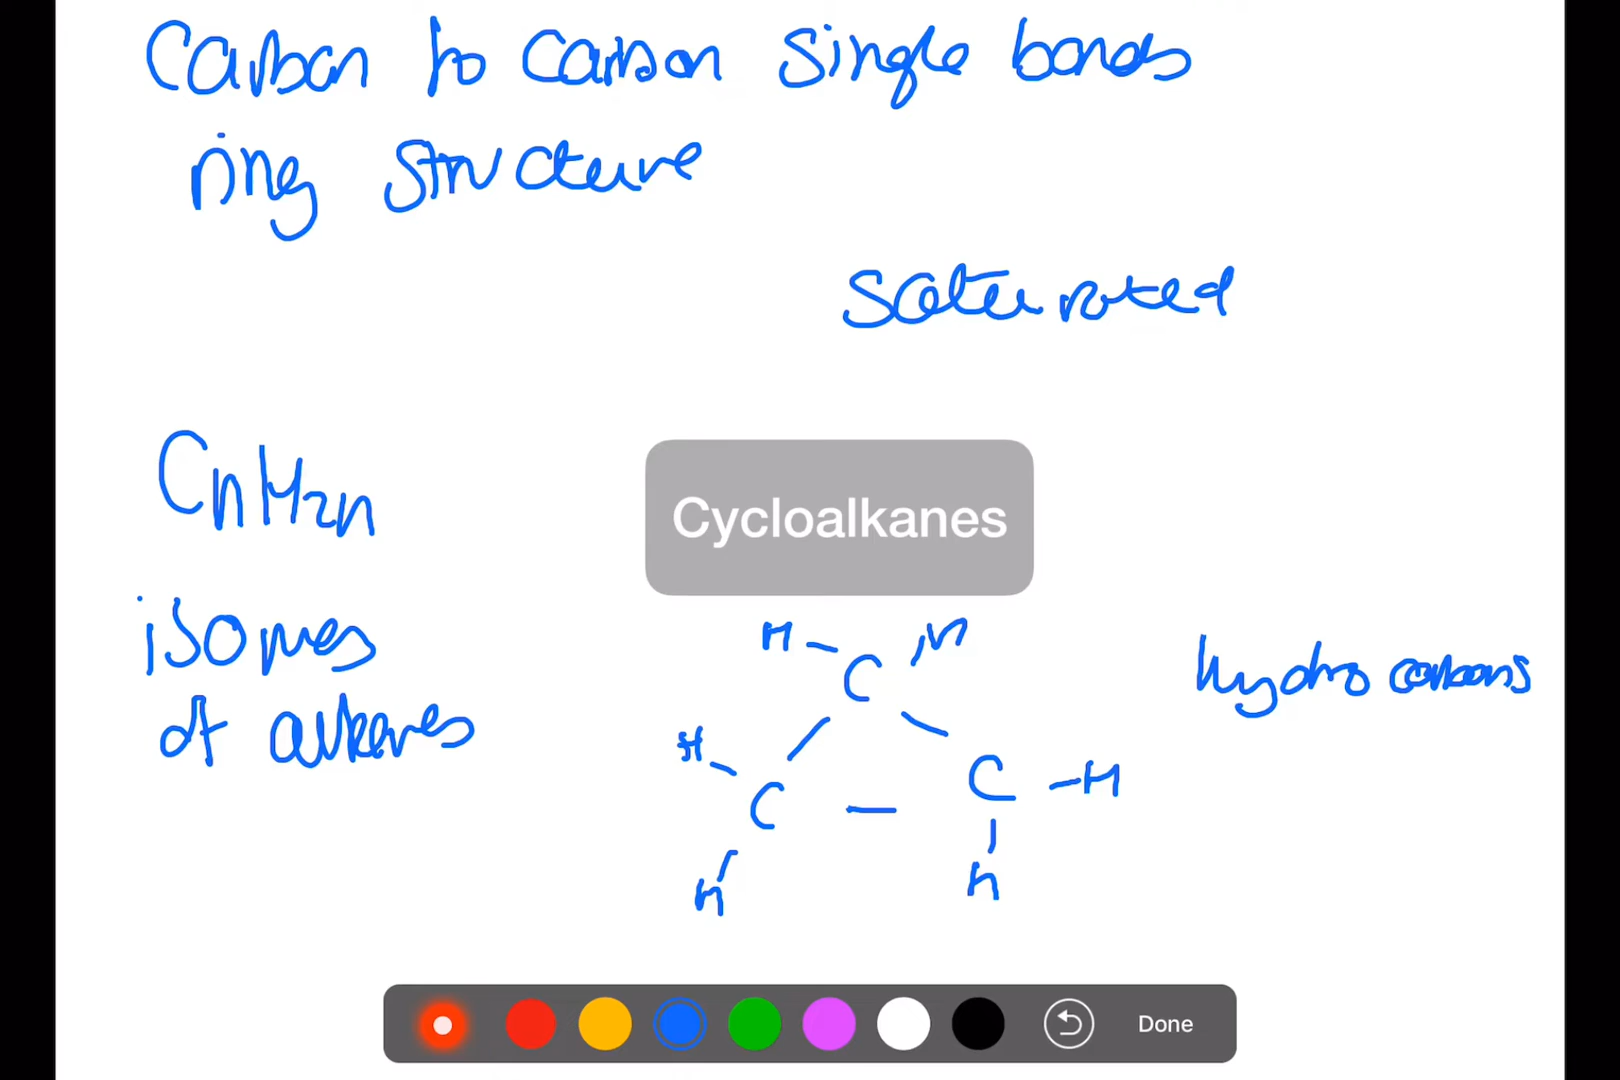 Carbon to carbon single bonds
ring structure
saturated
CnH2n
Cycloalkanes
isomers
of alkenes
H H
C
hydrocarbons
H
C C H
H H
Done